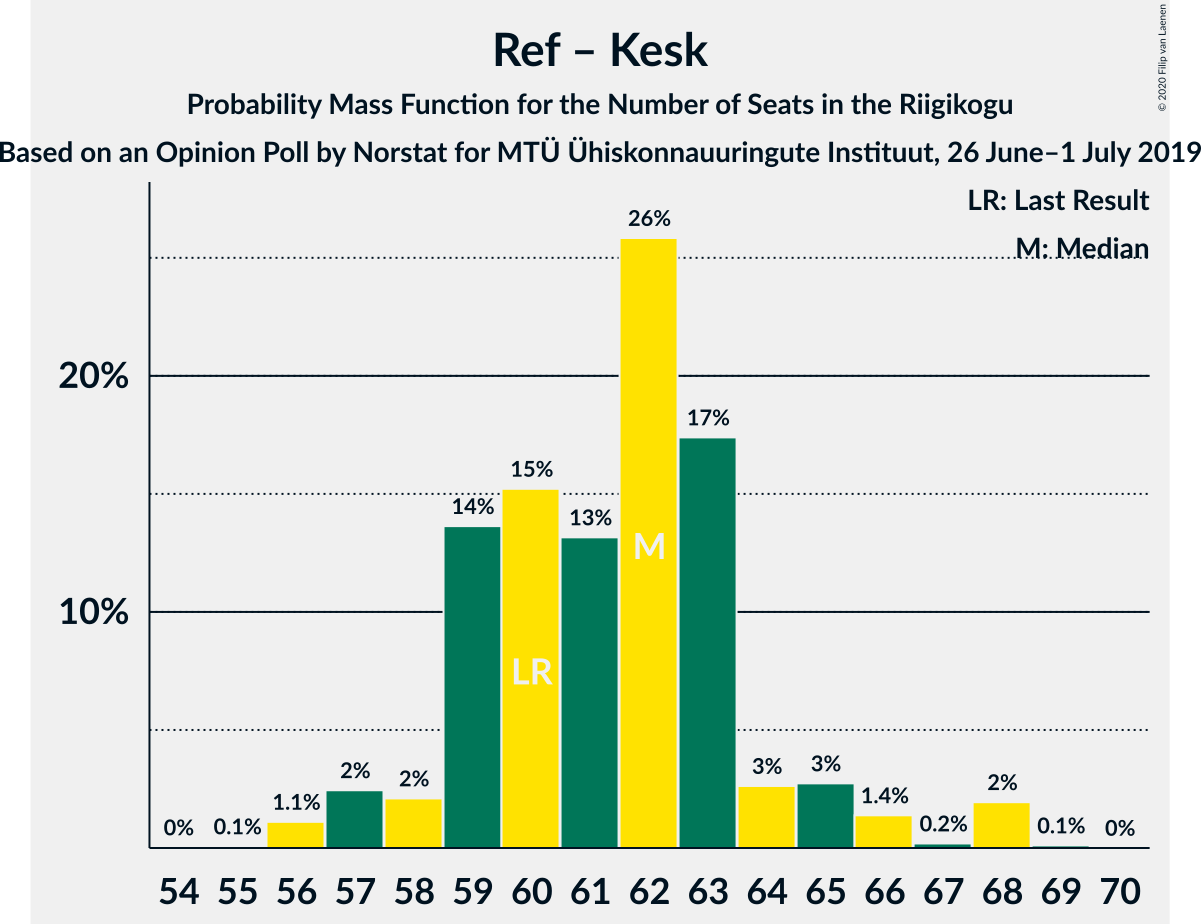 Ref – Kesk
Probability Mass Function for the Number of Seats in the Riigikogu
Based on an Opinion Poll by Norstat for MTÜ Ühiskonnauuringute Instituut, 26 June–1 July 2019
© 2020 Filip van Laenen
LR: Last Result
M: Median
20%
10%
0%
0.1%
1.1%
2%
2%
14%
15%
13%
26%
17%
3%
3%
1.4%
0.2%
2%
0.1%
0%
LR
M
54 55 56 57 58 59 60 61 62 63 64 65 66 67 68 69 70